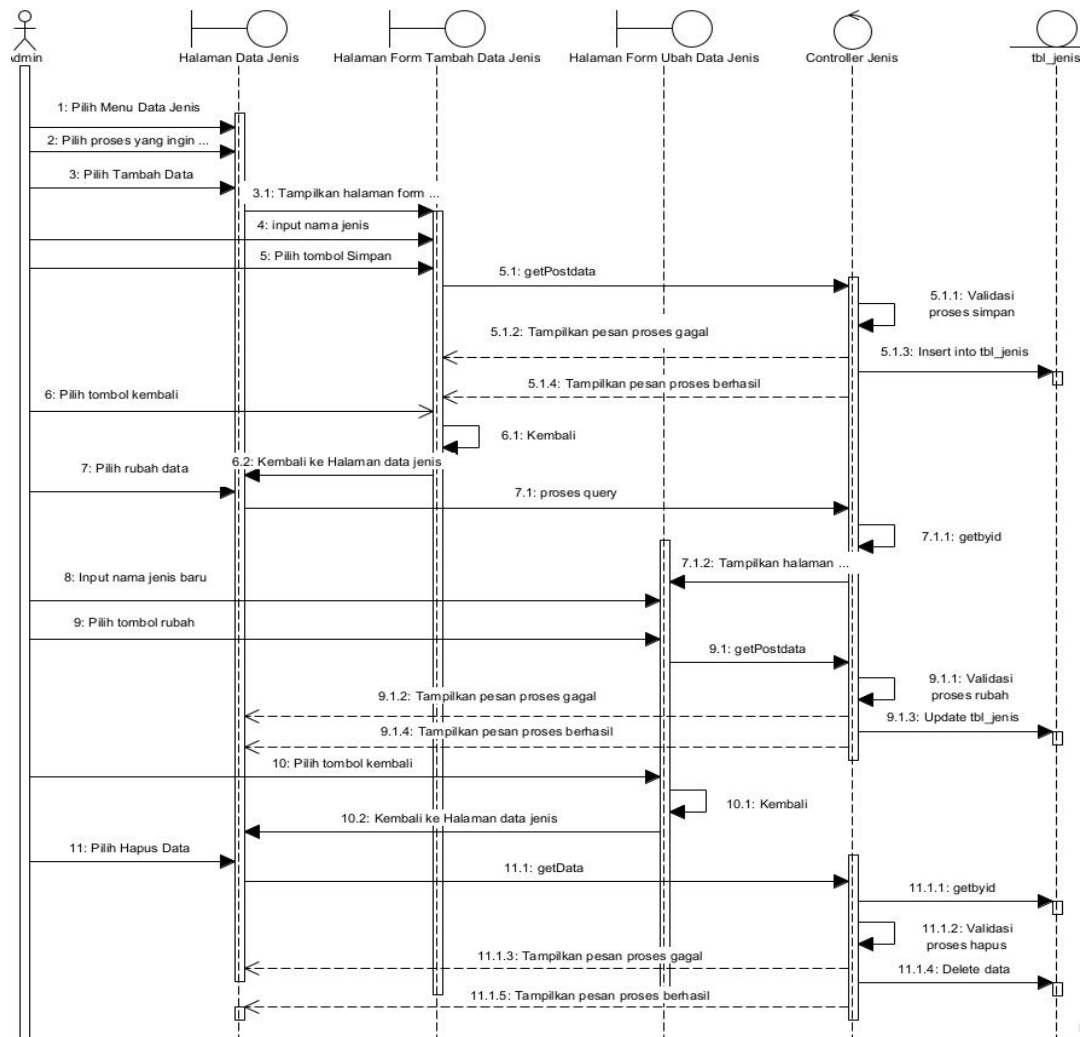 Admin
Halaman Data Jenis
Halaman Form Tambah Data Jenis
Halaman Form Ubah Data Jenis
Controller Jenis
tbl_jenis
1: Pilih Menu Data Jenis
2: Pilih proses yang ingin ...
3: Pilih Tambah Data
3.1: Tampilkan halaman form ...
4: input nama jenis
5: Pilih tombol Simpan
5.1: getPostdata
5.1.1: Validasi
proses simpan
5.1.2: Tampilkan pesan proses gagal
5.1.3: Insert into tbl_jenis
5.1.4: Tampilkan pesan proses berhasil
6: Pilih tombol kembali
6.1: Kembali
6.2: Kembali ke Halaman data jenis
7: Pilih rubah data
7.1: proses query
7.1.1: getbyid
7.1.2: Tampilkan halaman ...
8: Input nama jenis baru
9: Pilih tombol rubah
9.1: getPostdata
9.1.1: Validasi
proses rubah
9.1.2: Tampilkan pesan proses gagal
9.1.3: Update tbl_jenis
9.1.4: Tampilkan pesan proses berhasil
10: Pilih tombol kembali
10.1: Kembali
10.2: Kembali ke Halaman data jenis
11: Pilih Hapus Data
11.1: getData
11.1.1: getbyid
11.1.2: Validasi
proses hapus
11.1.3: Tampilkan pesan proses gagal
11.1.4: Delete data
11.1.5: Tampilkan pesan proses berhasil